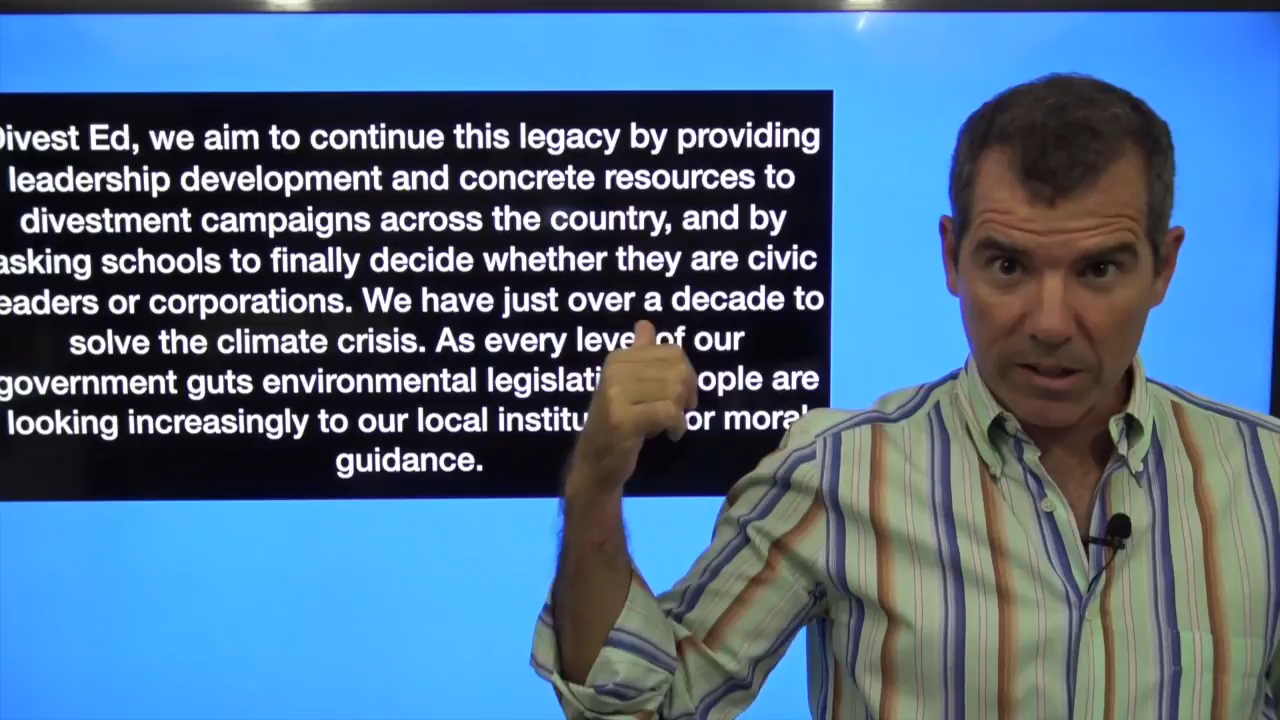 Divest Ed, we aim to continue this legacy by providing
leadership development and concrete resources to
divestment campaigns across the country, and by
asking schools to finally decide whether they are civic
leaders or corporations. We have just over a decade to
solve the climate crisis. As every level of our
government guts environmental legislati ople are
looking increasingly to our local institu or moral
guidance.